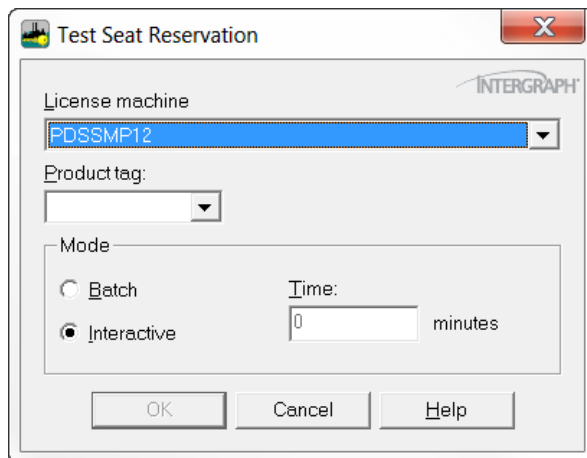 Test Seat Reservation
INTERGRAPH
License machine
PDSSMP12
Product tag:
Mode
Batch
Time:
0
minutes
Interactive
OK
Cancel
Help